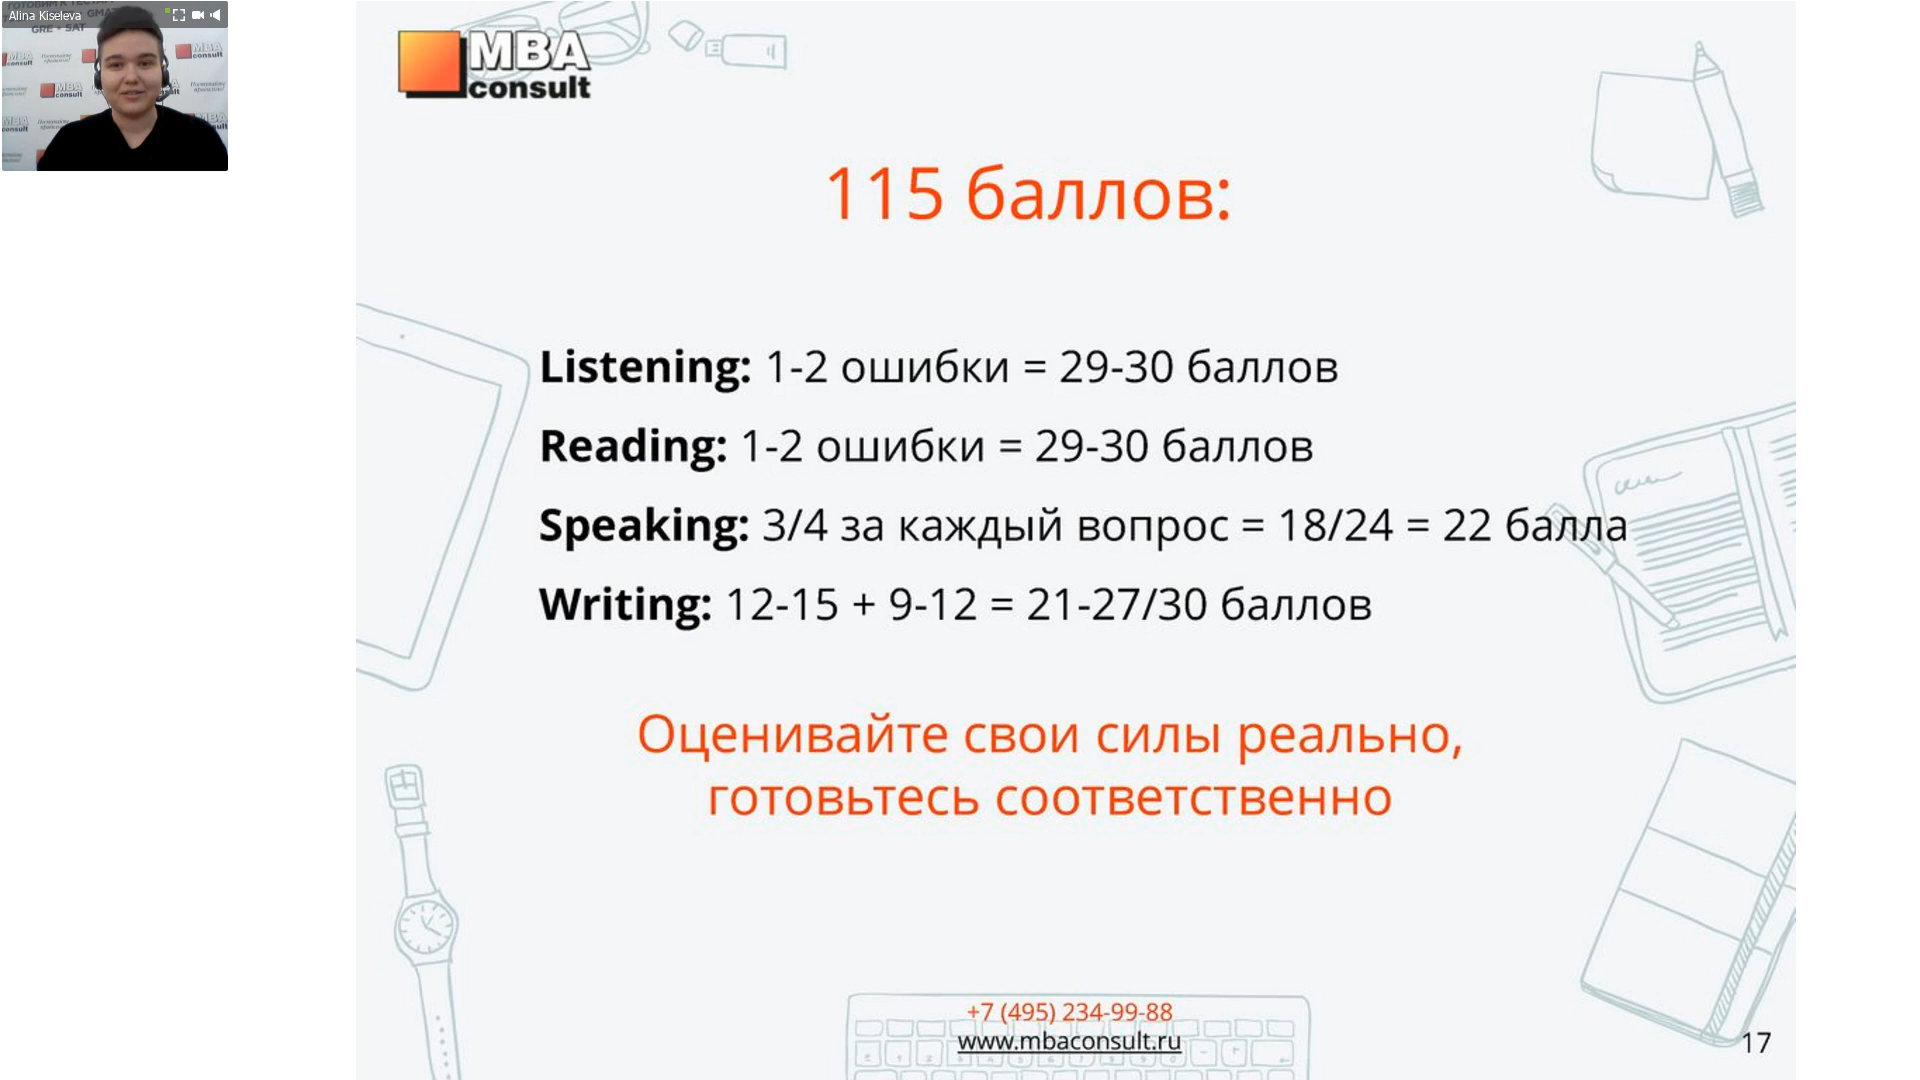 Alina Kiseleva
GRE • SAT
MBA
consult
115 баллов:
Listening: 1-2 ошибки = 29-30 баллов
Reading: 1-2 ошибки = 29-30 баллов
Speaking: 3/4 за каждый вопрос = 18/24 = 22 балла
Writing: 12-15 + 9-12 = 21-27/30 баллов
Оценивайте свои силы реально,
готовьтесь соответственно
+7 (495) 234-99-88
www.mbaconsult.ru
17